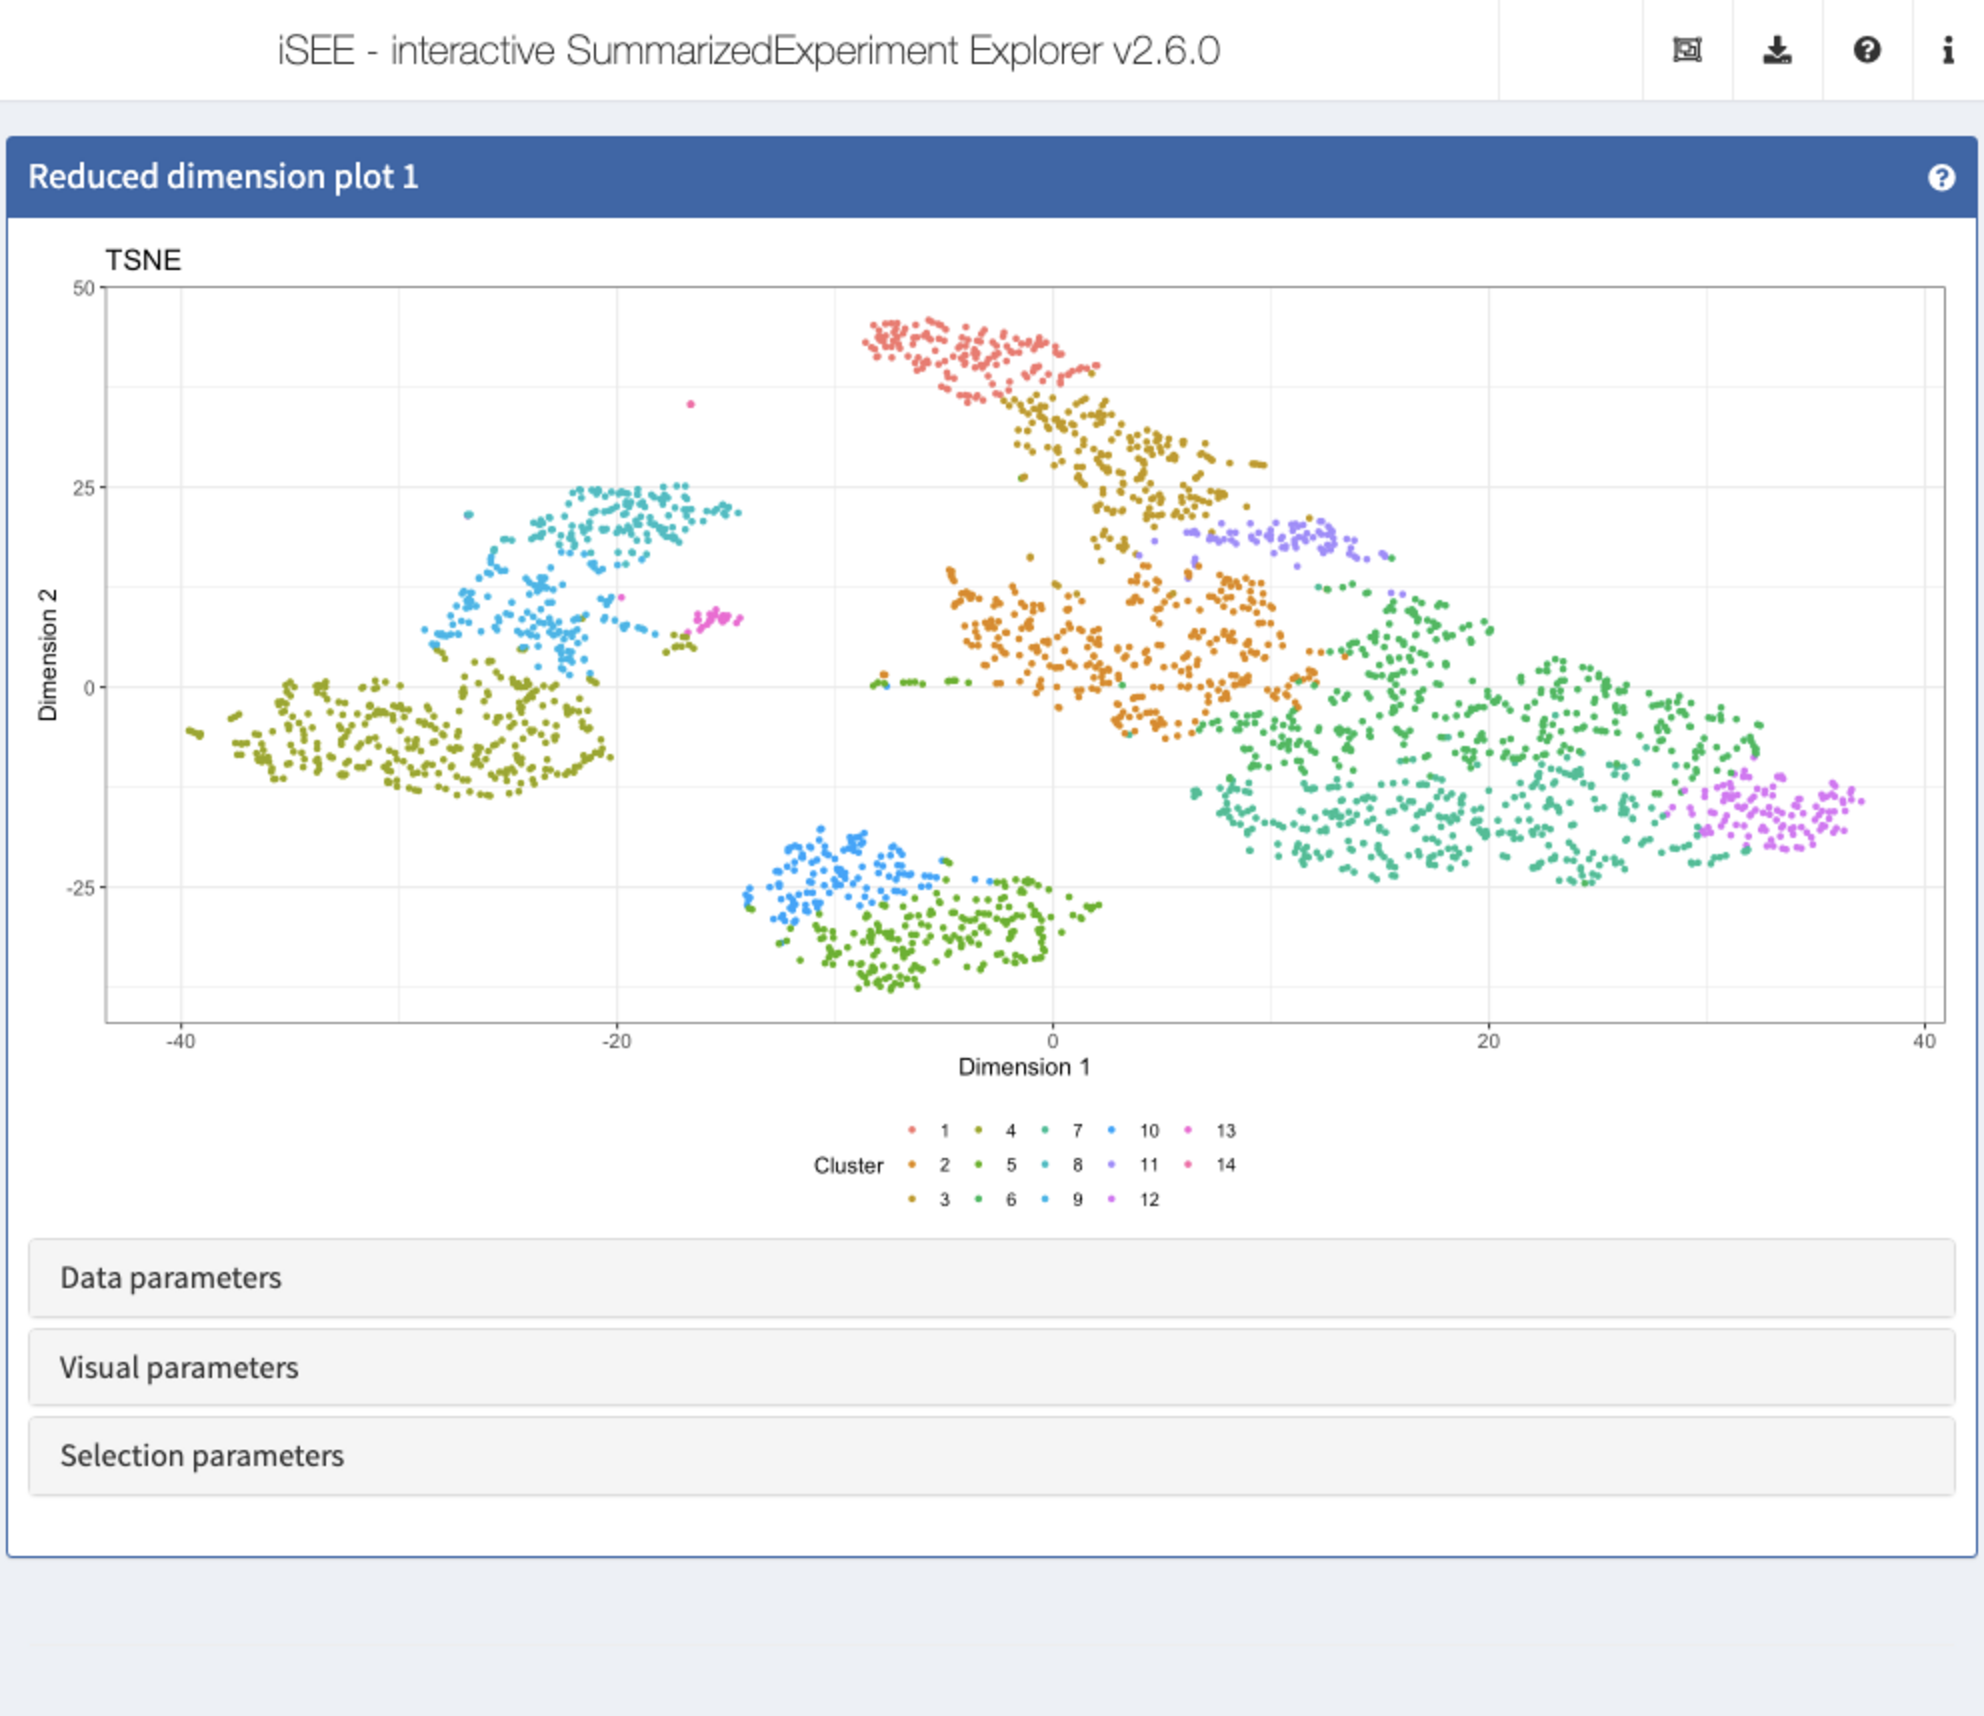 iSEE - interactive SummarizedExperiment Explorer v2.6.0
Reduced dimension plot 1
TSNE
50
25
0
-25
Dimension 2
-40 -20 0 20 40
Dimension 1
1 4 7 10 13
Cluster 2 5 8 11 14
3 6 9 12
Data parameters
Visual parameters
Selection parameters